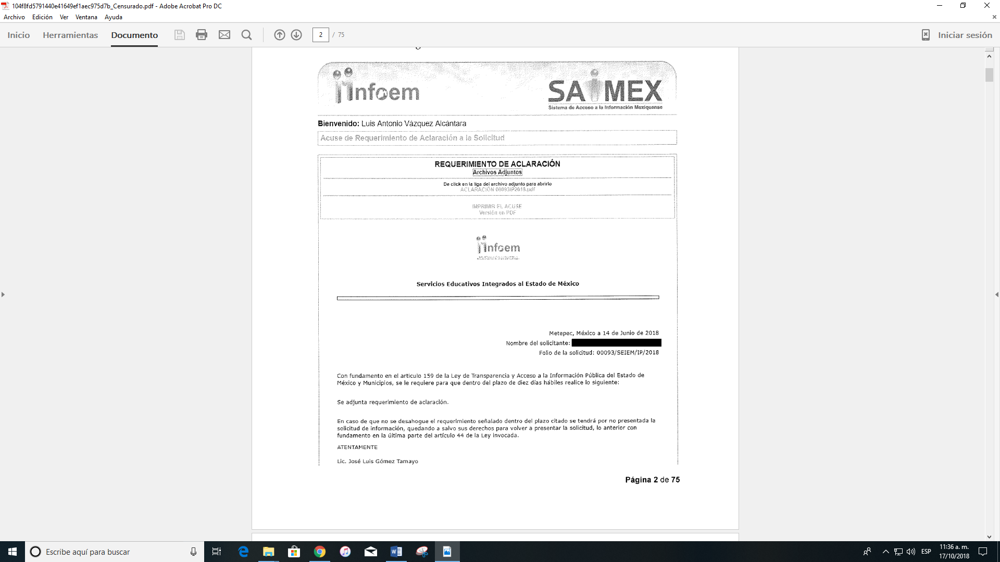 104f8fd5791440e41649ef1aec975d7b_Censurado.pdf - Adobe Acrobat Pro DC
Archivo Edición Ver Ventana Ayuda
Inicio Herramientas Documento 2 / 75 Iniciar sesión
infoem
SAIMEX
Sistema de Acceso a la Información Mexiquense
Bienvenido: Luis Antonio Vázquez Alcántara
Acuse de Requerimiento de Aclaración a la Solicitud
REQUERIMIENTO DE ACLARACIÓN
Archivos Adjuntos
De click en la liga del archivo adjunto para abrirlo
ACLARACIÓN 00093IP2018.pdf
IMPRIMIR EL ACUSE
Versión en PDF
infoem
Servicios Educativos Integrados al Estado de México
Metepec, México a 14 de Junio de 2018
Nombre del solicitante:
Folio de la solicitud: 00093/SEIEM/IP/2018
Con fundamento en el articulo 159 de la Ley de Transparencia y Acceso a la Información Pública del Estado de
México y Municipios, se le requiere para que dentro del plazo de diez días hábiles realice lo siguiente:
Se adjunta requerimiento de aclaración.
En caso de que no se desahogue el requerimiento señalado dentro del plazo citado se tendrá por no presentada la
solicitud de información, quedando a salvo sus derechos para volver a presentar la solicitud, lo anterior con
fundamento en la última parte del artículo 44 de la Ley invocada.
ATENTAMENTE
Lic. José Luis Gómez Tamayo
Página 2 de 75
Escribe aquí para buscar
ESP
11:36 a. m.
17/10/2018